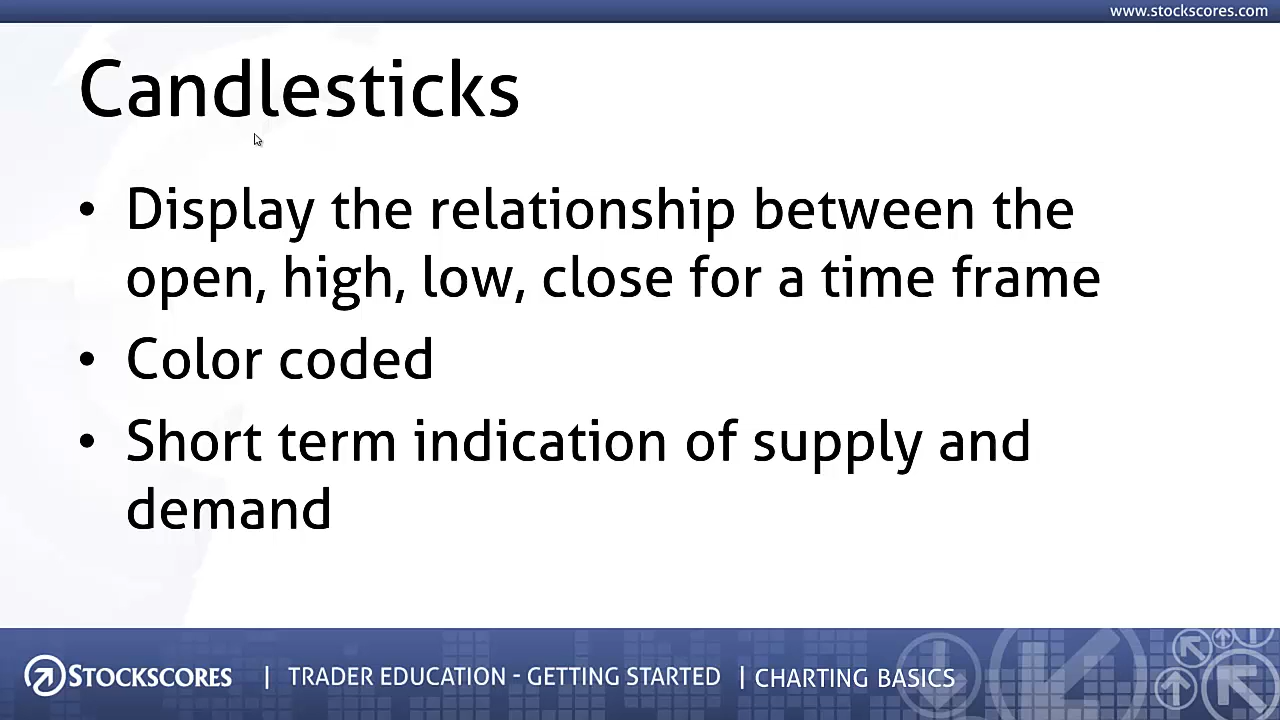 www.stockscores.com
Candlesticks
• Display the relationship between the
open, high, low, close for a time frame
• Color coded
• Short term indication of supply and
demand
STOCKSCORES | TRADER EDUCATION - GETTING STARTED | CHARTING BASICS